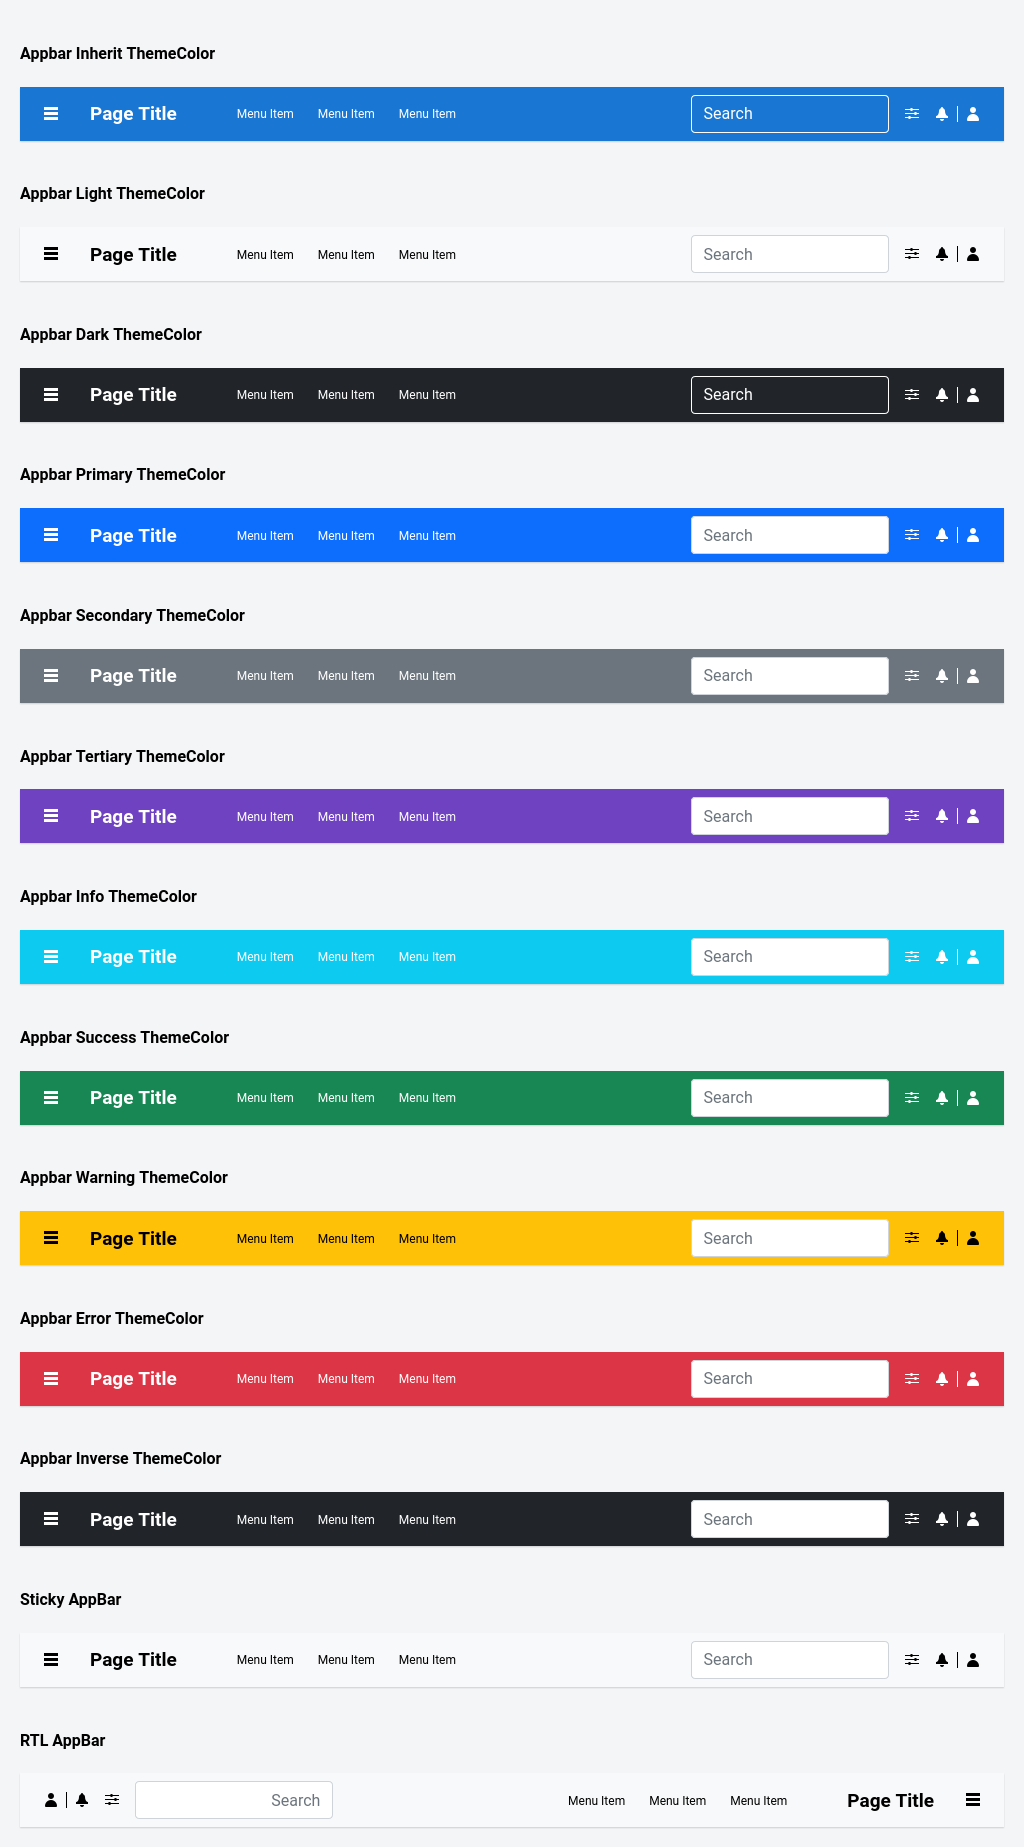 Appbar Inherit ThemeColor
Page Title Menu Item Menu Item Menu Item Search
Appbar Light ThemeColor
Page Title Menu Item Menu Item Menu Item Search
Appbar Dark ThemeColor
Page Title Menu Item Menu Item Menu Item Search
Appbar Primary ThemeColor
Page Title Menu Item Menu Item Menu Item Search
Appbar Secondary ThemeColor
Page Title Menu Item Menu Item Menu Item Search
Appbar Tertiary ThemeColor
Page Title Menu Item Menu Item Menu Item Search
Appbar Info ThemeColor
Page Title Menu Item Menu Item Menu Item Search
Appbar Success ThemeColor
Page Title Menu Item Menu Item Menu Item Search
Appbar Warning ThemeColor
Page Title Menu Item Menu Item Menu Item Search
Appbar Error ThemeColor
Page Title Menu Item Menu Item Menu Item Search
Appbar Inverse ThemeColor
Page Title Menu Item Menu Item Menu Item Search
Sticky AppBar
Page Title Menu Item Menu Item Menu Item Search
RTL AppBar
Search Menu Item Menu Item Menu Item Page Title